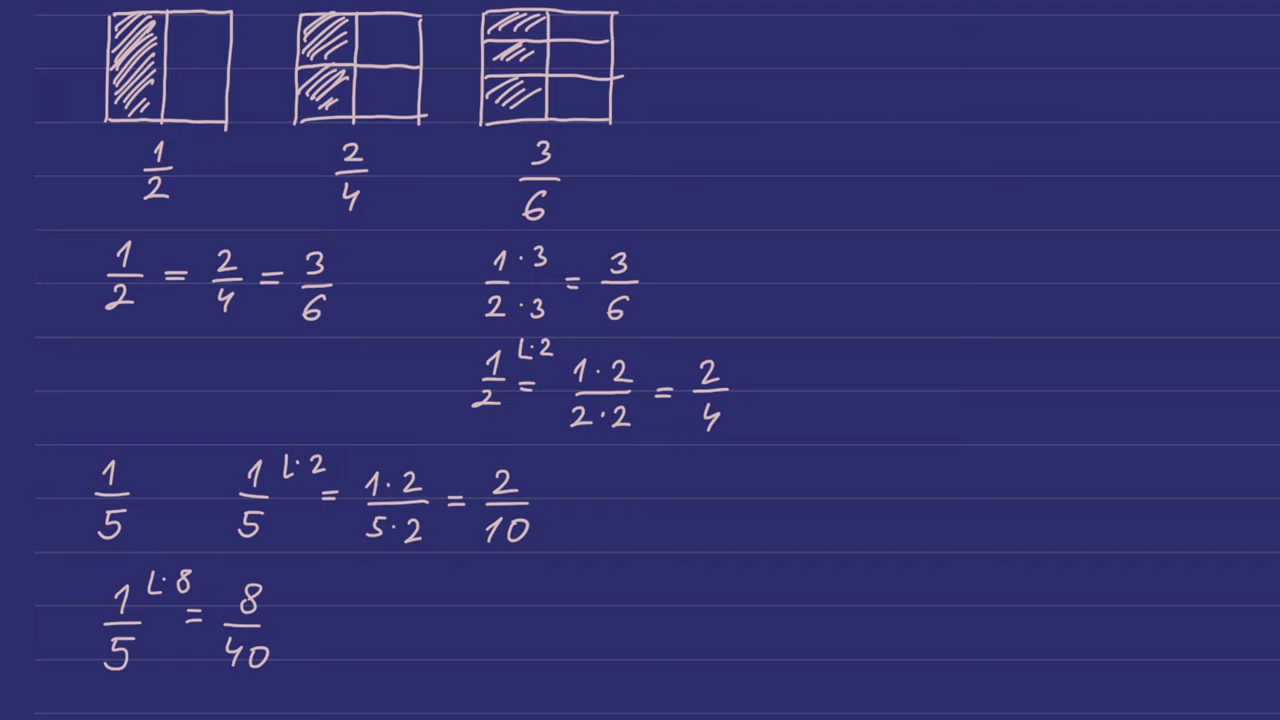 1/2 2/4 3/6
1/2 = 2/4 = 3/6 1·3/2·3 = 3/6
1/2 L·2 = 1·2/2·2 = 2/4
1/5 1/5 L·2 = 1·2/5·2 = 2/10
1/5 L·8 = 8/40